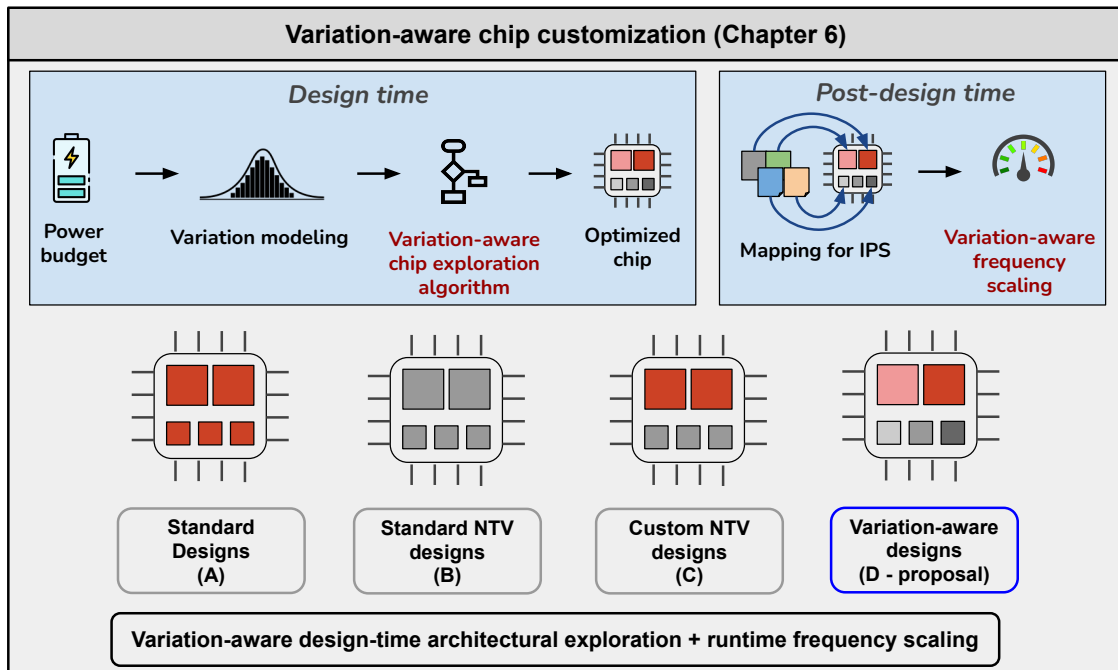 Variation-aware chip customization (Chapter 6)
Design time
Power
budget
Variation modeling
Variation-aware
chip exploration
algorithm
Optimized
chip
Post-design time
Mapping for IPS
Variation-aware
frequency
scaling
Standard
Designs
(A)
Standard NTV
designs
(B)
Custom NTV
designs
(C)
Variation-aware
designs
(D - proposal)
Variation-aware design-time architectural exploration + runtime frequency scaling